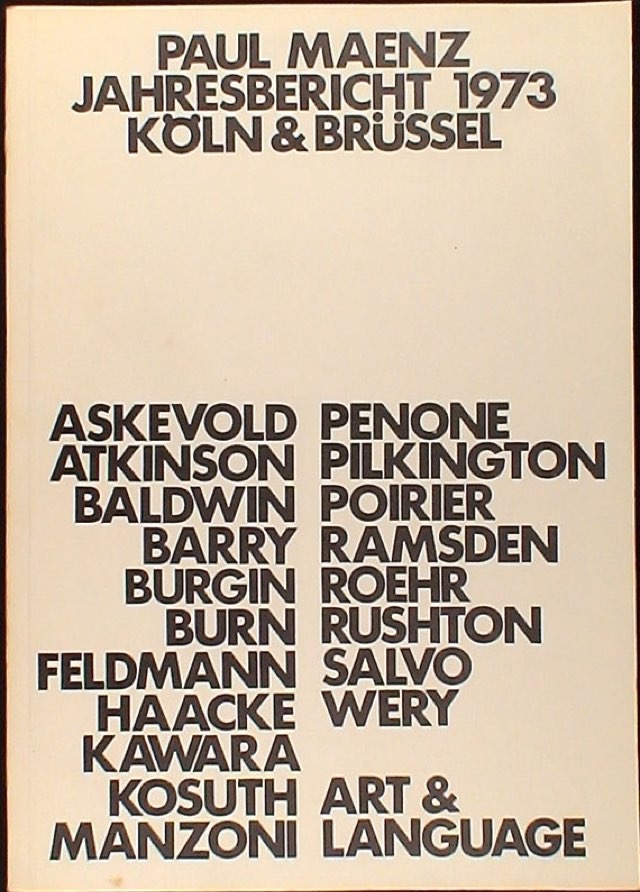 PAUL MAENZ
JAHRESBERICHT 1973
KÖLN & BRÜSSEL
ASKEVOLD
ATKINSON
BALDWIN
BARRY
BURGIN
BURN
FELDMANN
HAACKE
KAWARA
KOSUTH
MANZONI
PENONE
PILKINGTON
POIRIER
RAMSDEN
ROEHR
RUSHTON
SALVO
WERY
ART &
LANGUAGE